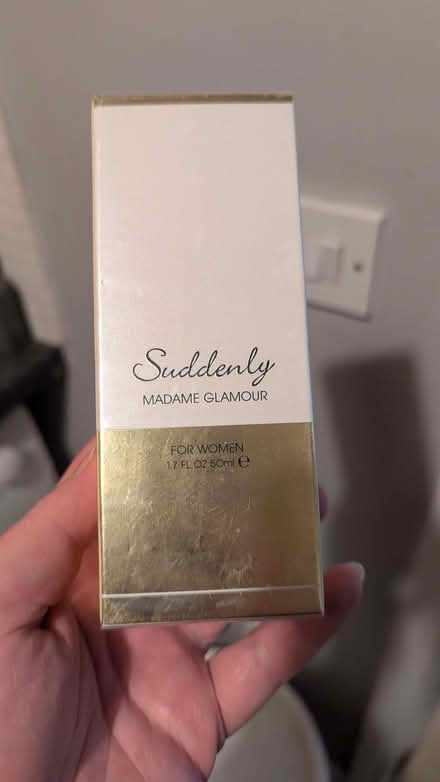 Suddenly
MADAME GLAMOUR
FOR WOMEN
1.7 FL.OZ 50ml ℮